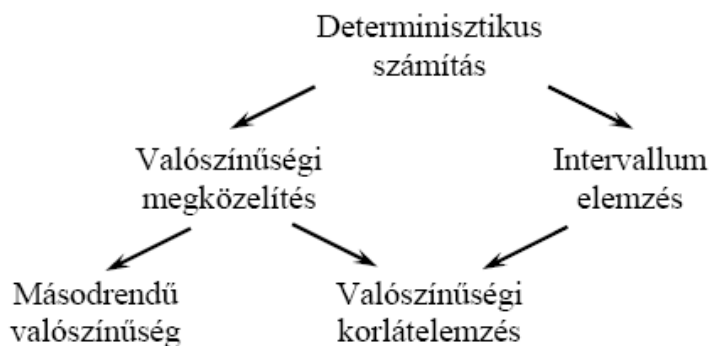 Determinisztikus
számítás
Valószínűségi
megközelítés
Intervallum
elemzés
Másodrendű
valószínűség
Valószínűségi
korlátelemzés